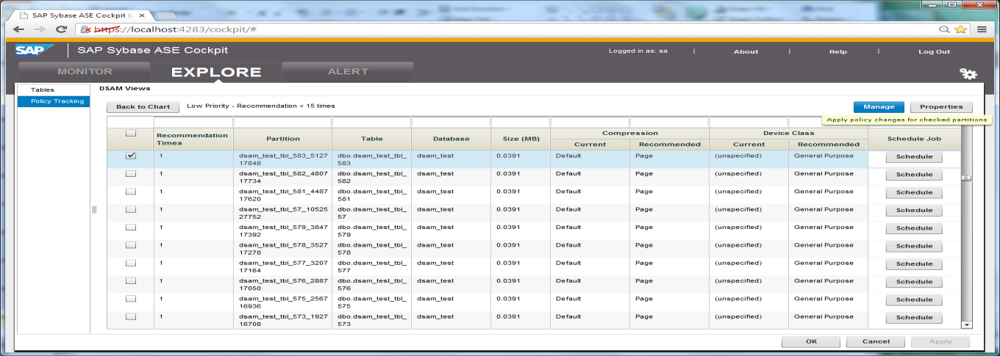 SAP Sybase ASE Cockpit (
https://localhost:4283/cockpit/#
SAP
SAP Sybase ASE Cockpit
Logged in as: sa
About
Help
Log Out
MONITOR
EXPLORE
ALERT
Tables
Policy Tracking
DSAM Views
Back to Chart
Low Priority - Recommendation < 15 times
Manage
Properties
Apply policy changes for checked partitions
Recommendation Times Partition Table Database Size (MB) Compression Current Recommended Device Class Current Recommended Schedule Job
1 dsam_test_tbl_583_5127 dbo.dsam_test_tbl_ dsam_test 0.0391 Default Page (unspecified) General Purpose Schedule
17848 583
1 dsam_test_tbl_582_4807 dbo.dsam_test_tbl_ dsam_test 0.0391 Default Page (unspecified) General Purpose Schedule
17734 582
1 dsam_test_tbl_581_4487 dbo.dsam_test_tbl_ dsam_test 0.0391 Default Page (unspecified) General Purpose Schedule
17620 581
1 dsam_test_tbl_57_10525 dbo.dsam_test_tbl_ dsam_test 0.0391 Default Page (unspecified) General Purpose Schedule
27752 57
1 dsam_test_tbl_579_3847 dbo.dsam_test_tbl_ dsam_test 0.0391 Default Page (unspecified) General Purpose Schedule
17392 579
1 dsam_test_tbl_578_3527 dbo.dsam_test_tbl_ dsam_test 0.0391 Default Page (unspecified) General Purpose Schedule
17278 578
1 dsam_test_tbl_577_3207 dbo.dsam_test_tbl_ dsam_test 0.0391 Default Page (unspecified) General Purpose Schedule
17164 577
1 dsam_test_tbl_576_2887 dbo.dsam_test_tbl_ dsam_test 0.0391 Default Page (unspecified) General Purpose Schedule
17050 576
1 dsam_test_tbl_575_2567 dbo.dsam_test_tbl_ dsam_test 0.0391 Default Page (unspecified) General Purpose Schedule
16936 575
1 dsam_test_tbl_573_1927 dbo.dsam_test_tbl_ dsam_test 0.0391 Default Page (unspecified) General Purpose Schedule
16708 573
OK
Cancel
Apply